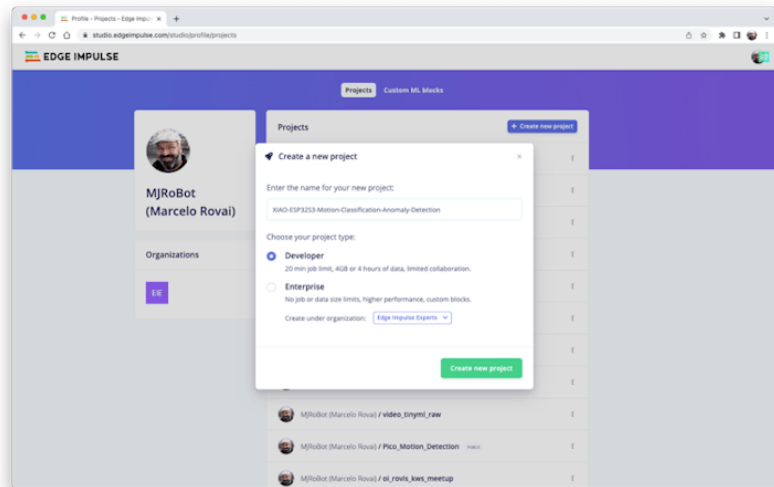 Profile - Projects - Edge Impu
studio.edgeimpulse.com/studio/profile/projects
EDGE IMPULSE
Projects
Custom ML blocks
MJRoBot
(Marcelo Rovai)
Organizations
Projects
+ Create new project
Create a new project
×
Enter the name for your new project:
XIAO-ESP32S3-Motion-Classification-Anomaly-Detection
Choose your project type:
Developer
20 min job limit, 4GB or 4 hours of data, limited collaboration.
Enterprise
No job or data size limits, higher performance, custom blocks.
Create under organization:
Edge Impulse Experts
Create new project
MJRoBot (Marcelo Rovai) / video_tinyml_raw
MJRoBot (Marcelo Rovai) / Pico_Motion_Detection
MJRoBot (Marcelo Rovai) / oi_rovis_kws_meetup